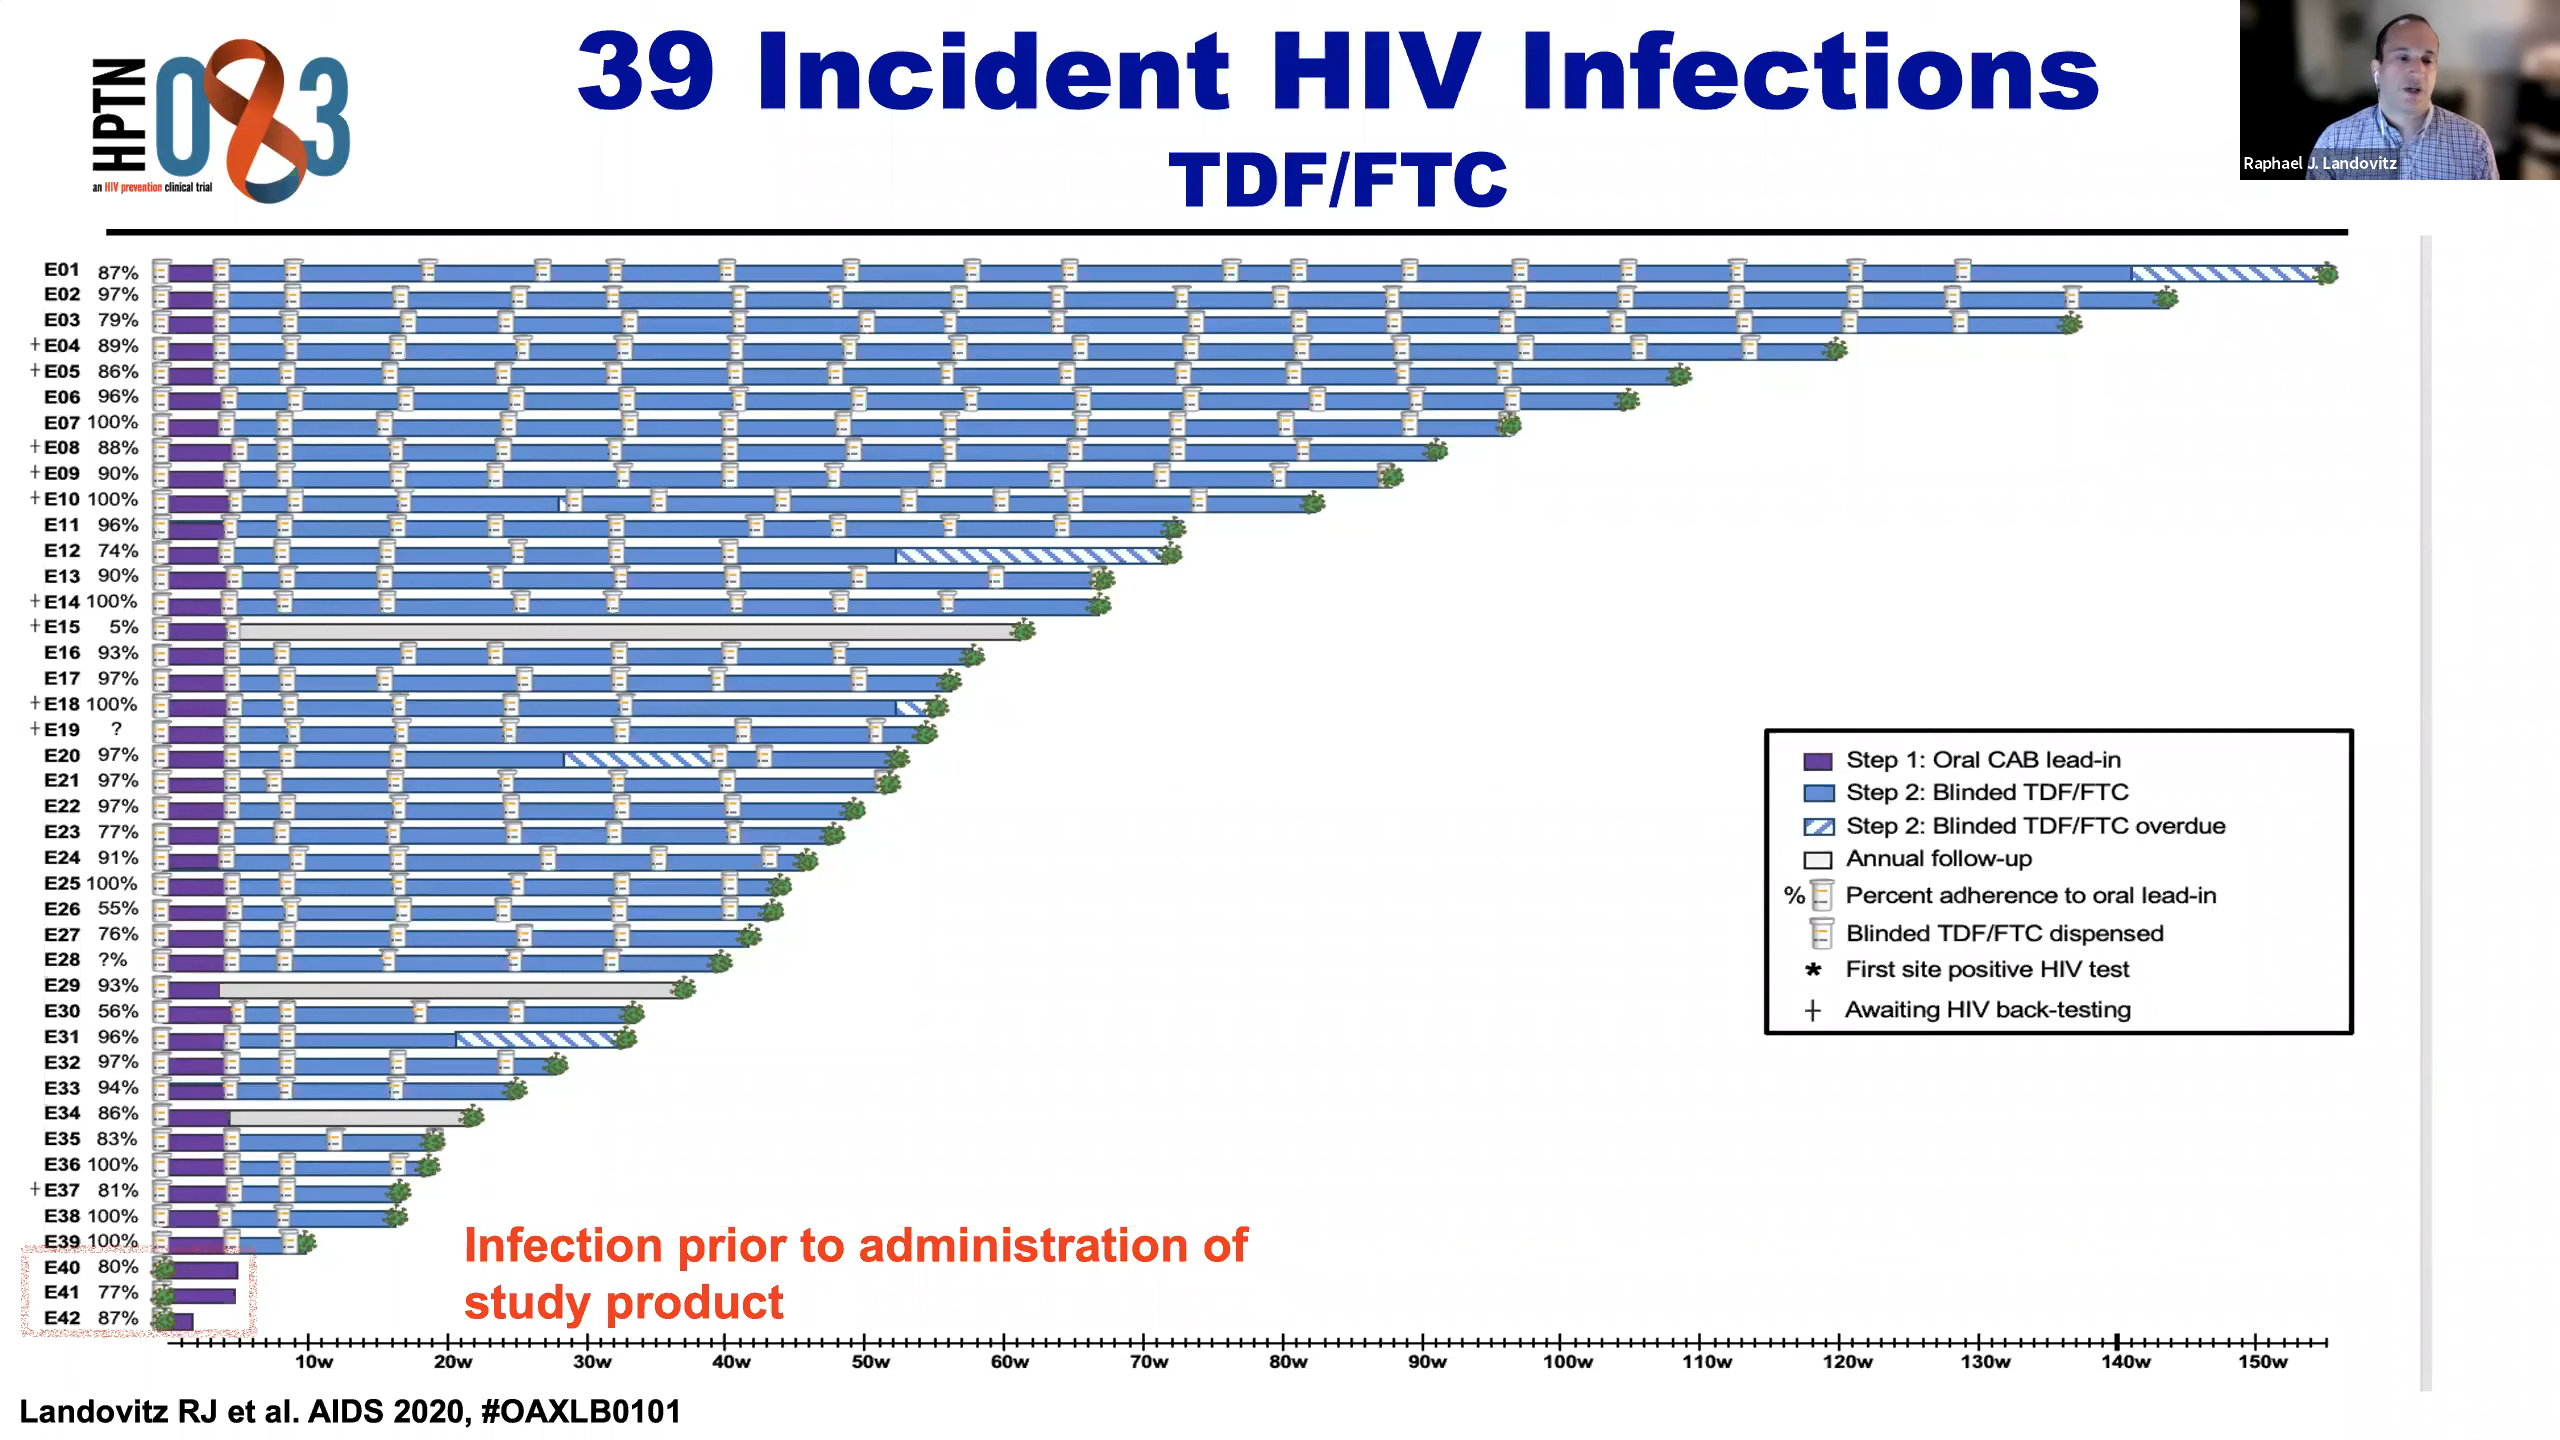 HPTN 083
an HIV prevention clinical trial
39 Incident HIV Infections
TDF/FTC
Raphael J. Landovitz
E01 87%
E02 97%
E03 79%
+ E04 89%
+ E05 86%
E06 96%
E07 100%
+ E08 88%
+ E09 90%
+ E10 100%
E11 96%
E12 74%
E13 90%
+ E14 100%
+ E15 5%
E16 93%
E17 97%
+ E18 100%
+ E19 ?
E20 97%
E21 97%
E22 97%
E23 77%
E24 91%
E25 100%
E26 55%
E27 76%
E28 ?%
E29 93%
E30 56%
E31 96%
E32 97%
E33 94%
E34 86%
E35 83%
E36 100%
+ E37 81%
E38 100%
E39 100%
E40 80%
E41 77%
E42 87%
Step 1: Oral CAB lead-in
Step 2: Blinded TDF/FTC
Step 2: Blinded TDF/FTC overdue
Annual follow-up
% Percent adherence to oral lead-in
Blinded TDF/FTC dispensed
* First site positive HIV test
+ Awaiting HIV back-testing
Infection prior to administration of
study product
10w 20w 30w 40w 50w 60w 70w 80w 90w 100w 110w 120w 130w 140w 150w
Landovitz RJ et al. AIDS 2020, #OAXLB0101